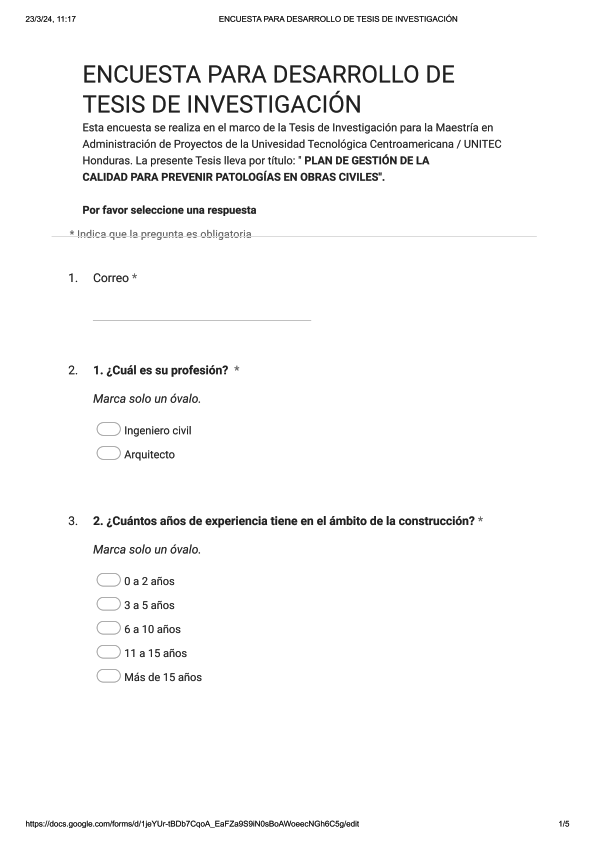 23/3/24, 11:17 ENCUESTA PARA DESARROLLO DE TESIS DE INVESTIGACIÓN
ENCUESTA PARA DESARROLLO DE
TESIS DE INVESTIGACIÓN
Esta encuesta se realiza en el marco de la Tesis de Investigación para la Maestría en
Administración de Proyectos de la Univesidad Tecnológica Centroamericana / UNITEC
Honduras. La presente Tesis lleva por título: " PLAN DE GESTIÓN DE LA
CALIDAD PARA PREVENIR PATOLOGÍAS EN OBRAS CIVILES".
Por favor seleccione una respuesta
* Indica que la pregunta es obligatoria
1. Correo *
2. 1. ¿Cuál es su profesión? *
Marca solo un óvalo.
Ingeniero civil
Arquitecto
3. 2. ¿Cuántos años de experiencia tiene en el ámbito de la construcción? *
Marca solo un óvalo.
0 a 2 años
3 a 5 años
6 a 10 años
11 a 15 años
Más de 15 años
https://docs.google.com/forms/d/1jeYUr-tBDb7CqoA_EaFZa9S9iN0sBoAWoeecNGh6C5g/edit 1/5